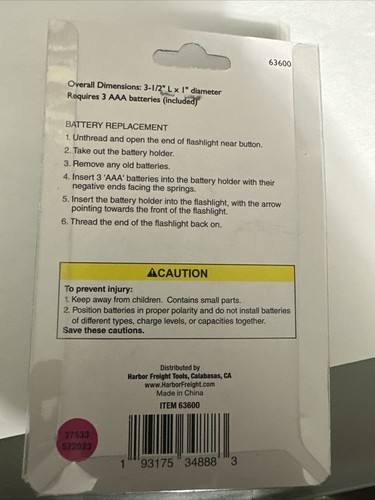 63600
Overall Dimensions: 3-1/2" L x 1" diameter
Requires 3 AAA batteries (included)
BATTERY REPLACEMENT
1. Unthread and open the end of flashlight near button.
2. Take out the battery holder.
3. Remove any old batteries.
4. Insert 3 'AAA' batteries into the battery holder with their
negative ends facing the springs.
5. Insert the battery holder into the flashlight, with the arrow
pointing towards the front of the flashlight.
6. Thread the end of the flashlight back on.
⚠CAUTION
To prevent injury:
1. Keep away from children. Contains small parts.
2. Position batteries in proper polarity and do not install batteries
of different types, charge levels, or capacities together.
Save these cautions.
Distributed by
Harbor Freight Tools, Calabasas, CA
www.HarborFreight.com
Made in China
ITEM 63600
1 93175 34888 3